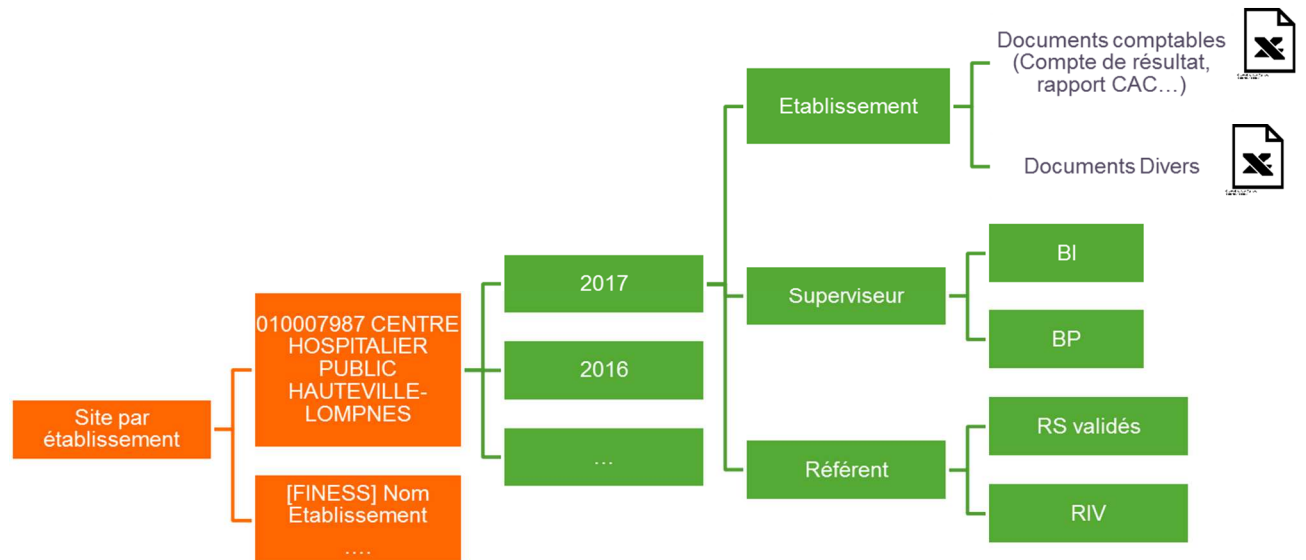 Documents comptables
(Compte de résultat,
rapport CAC…)
Etablissement
Documents Divers
BI
2017
Superviseur
010007987 CENTRE
HOSPITALIER
PUBLIC
HAUTEVILLE-
LOMPNES
BP
2016
Site par
établissement
RS validés
…
Référent
[FINESS] Nom
Etablissement
….
RIV